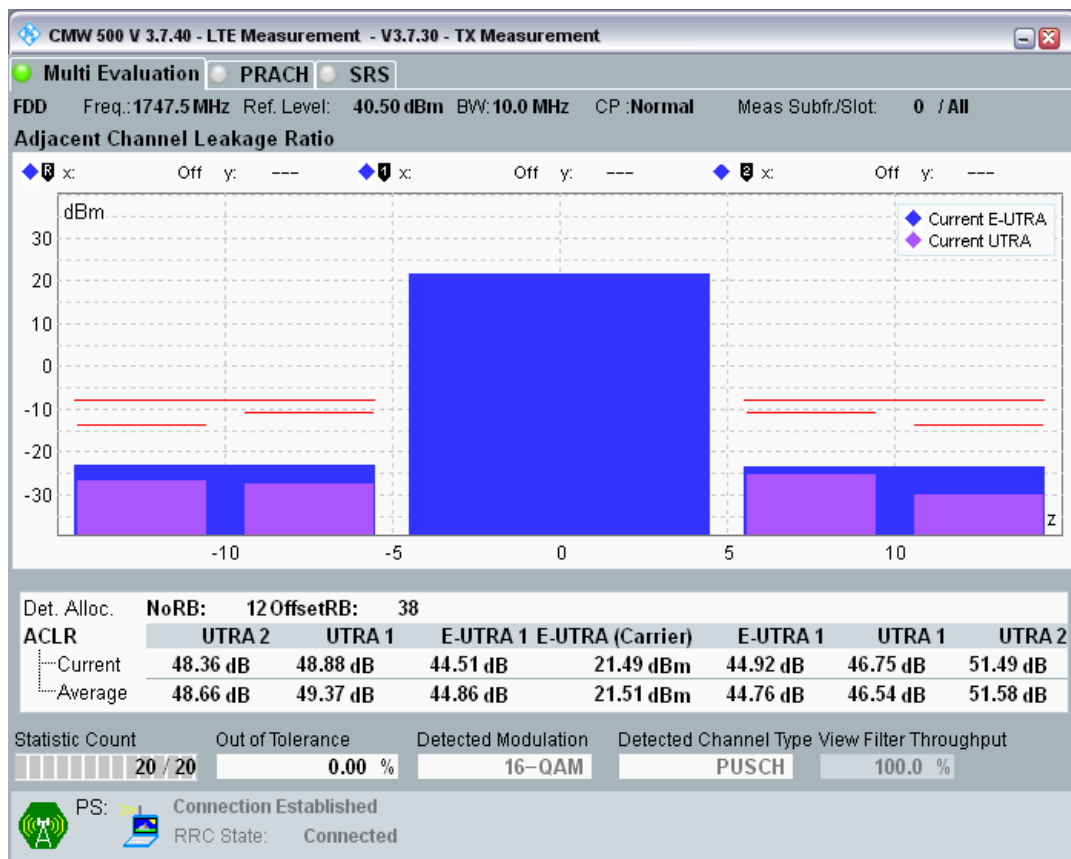 CMW 500 V 3.7.40 - LTE Measurement - V3.7.30 - TX Measurement
Multi Evaluation PRACH SRS
FDD Freq.:1747.5 MHz Ref. Level: 40.50 dBm BW:10.0 MHz CP :Normal Meas Subfr./Slot: 0 / All
Adjacent Channel Leakage Ratio
R x: Off y: --- 1 x: Off y: --- 2 x: Off y: ---
dBm
Current E-UTRA
Current UTRA
30
20
10
0
-10
-20
-30
z
-10 -5 0 5 10
Det. Alloc. NoRB: 12 OffsetRB: 38
ACLR UTRA 2 UTRA 1 E-UTRA 1 E-UTRA (Carrier) E-UTRA 1 UTRA 1 UTRA 2
Current 48.36 dB 48.88 dB 44.51 dB 21.49 dBm 44.92 dB 46.75 dB 51.49 dB
Average 48.66 dB 49.37 dB 44.86 dB 21.51 dBm 44.76 dB 46.54 dB 51.58 dB
Statistic Count Out of Tolerance Detected Modulation Detected Channel Type View Filter Throughput
20 / 20 0.00 % 16-QAM PUSCH 100.0 %
PS: Connection Established
RRC State: Connected